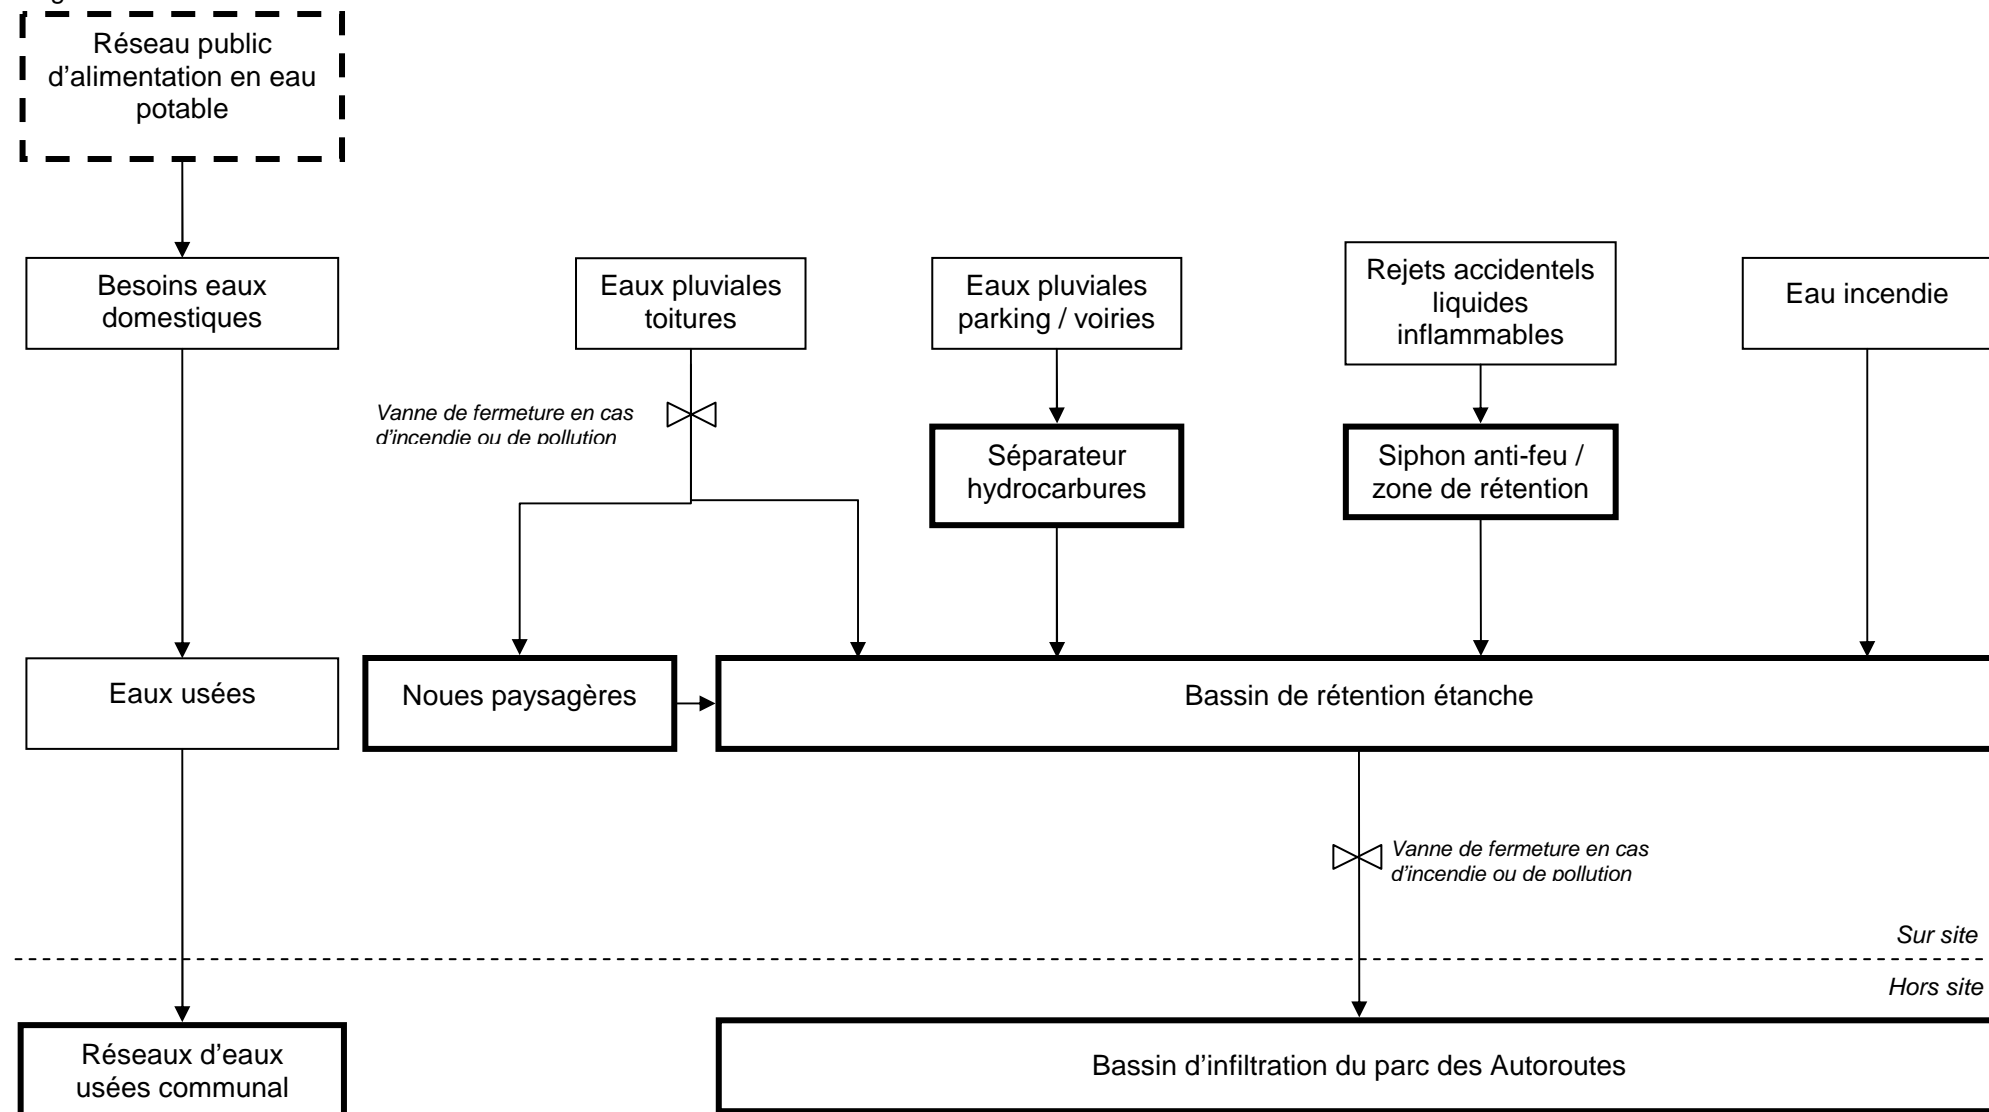 Réseau public
d'alimentation en eau
potable
Besoins eaux
domestiques
Eaux pluviales
toitures
Eaux pluviales
parking / voiries
Rejets accidentels
liquides
inflammables
Eau incendie
Vanne de fermeture en cas
d'incendie ou de pollution
Séparateur
hydrocarbures
Siphon anti-feu /
zone de rétention
Eaux usées
Noues paysagères
Bassin de rétention étanche
Vanne de fermeture en cas
d'incendie ou de pollution
Sur site
Hors site
Réseaux d'eaux
usées communal
Bassin d'infiltration du parc des Autoroutes